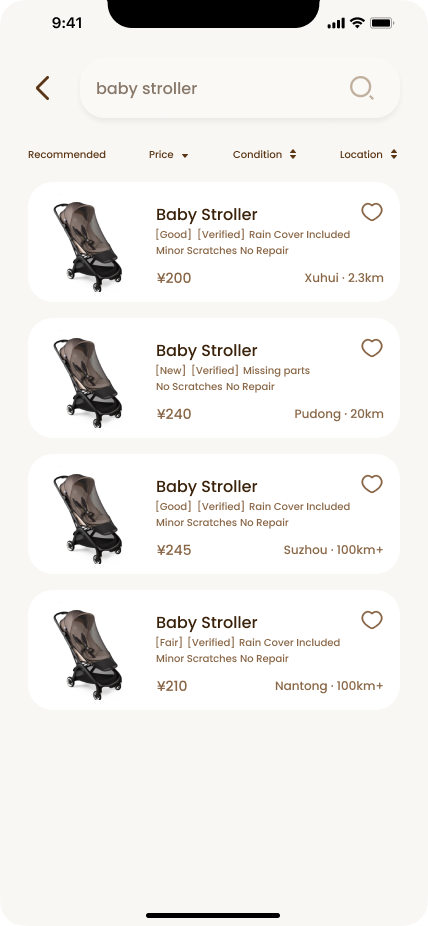 9:41
baby stroller
Recommended Price Condition Location
Baby Stroller
[Good] [Verified] Rain Cover Included
Minor Scratches No Repair
¥200 Xuhui · 2.3km
Baby Stroller
[New] [Verified] Missing parts
No Scratches No Repair
¥240 Pudong · 20km
Baby Stroller
[Good] [Verified] Rain Cover Included
Minor Scratches No Repair
¥245 Suzhou · 100km+
Baby Stroller
[Fair] [Verified] Rain Cover Included
Minor Scratches No Repair
¥210 Nantong · 100km+